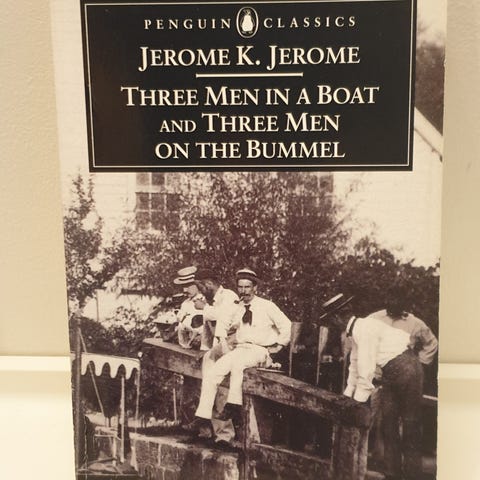 PENGUIN CLASSICS
JEROME K. JEROME
THREE MEN IN A BOAT
AND THREE MEN
ON THE BUMMEL